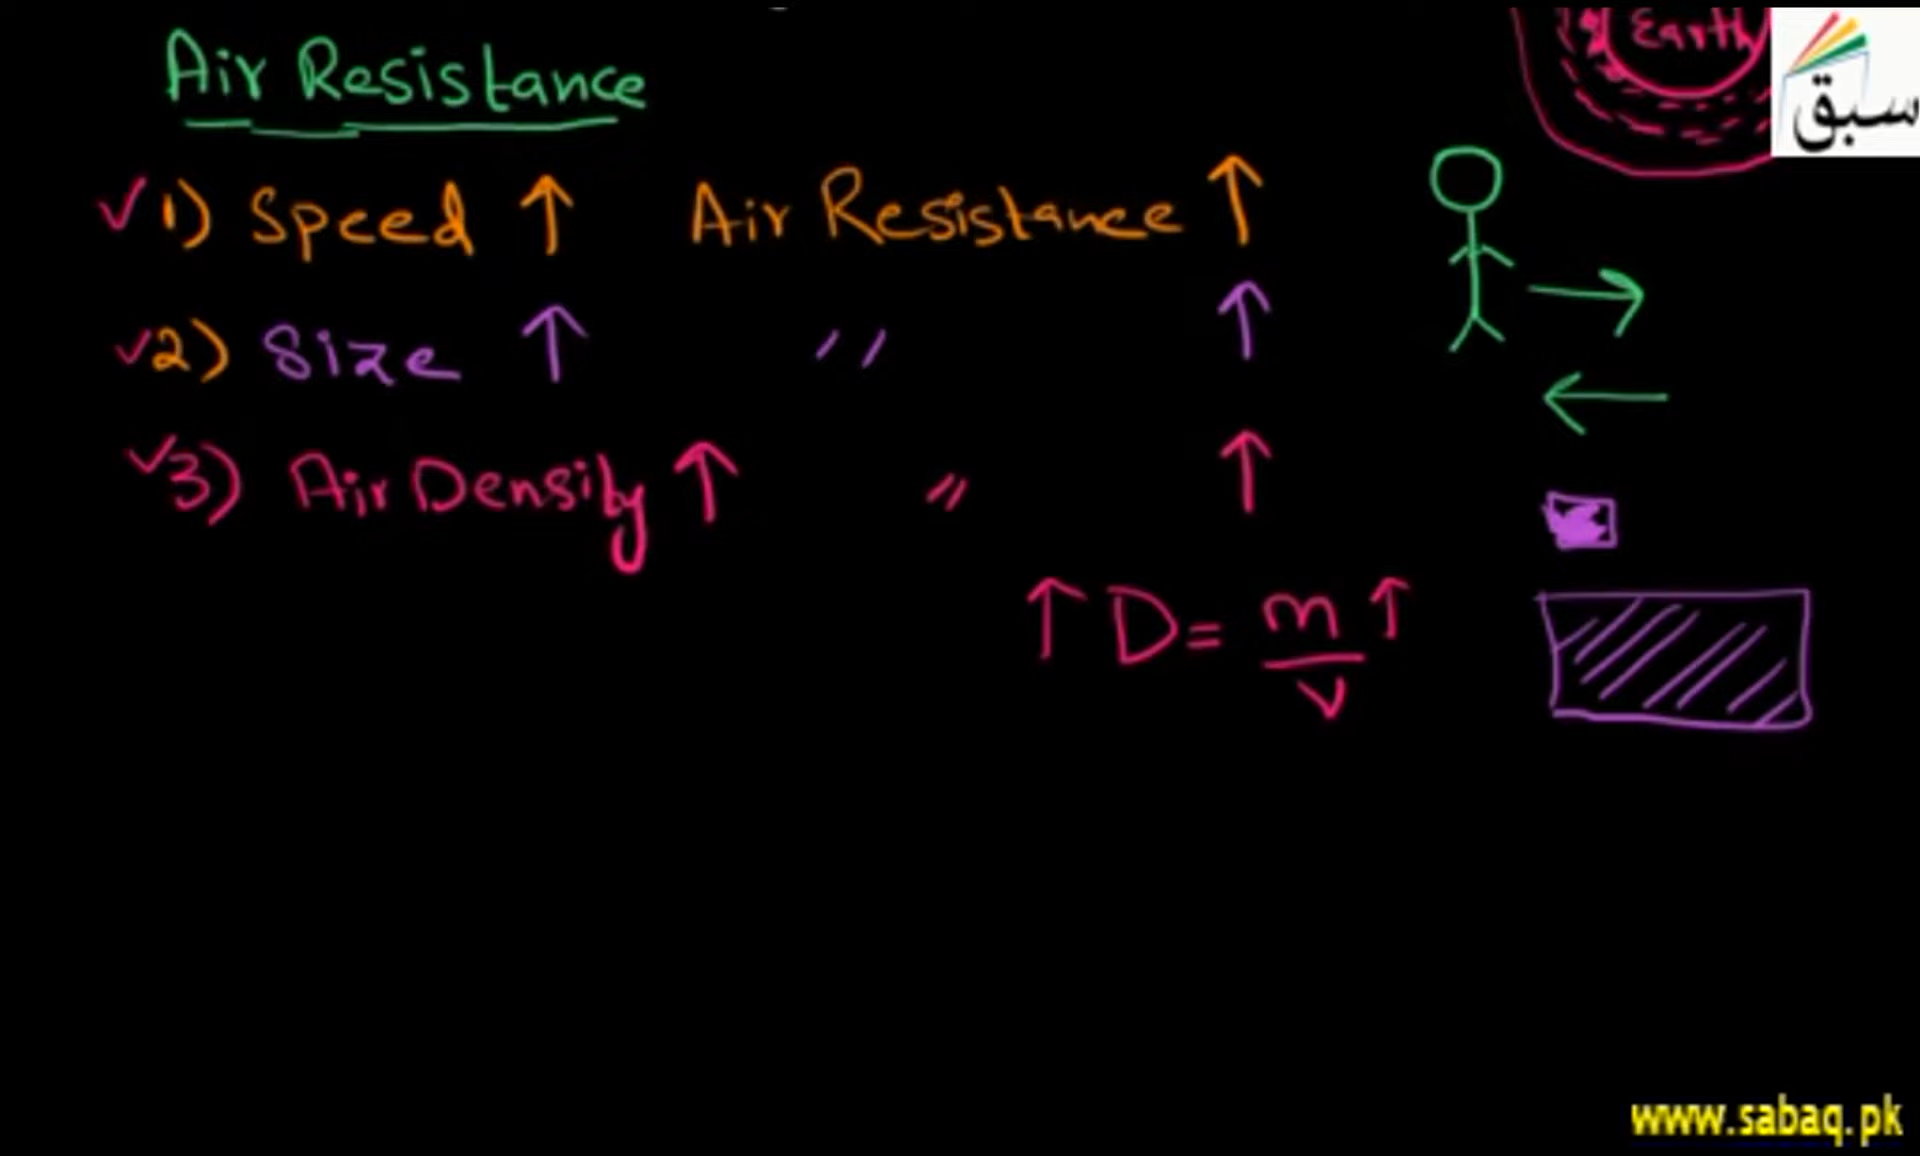 Air Resistance
Earth
سبق
✓ 1) Speed ↑ Air Resistance ↑
✓ 2) Size ↑ " ↑
✓ 3) Air Density ↑ " ↑
↑ D = m ↑
v
www.sabaq.pk